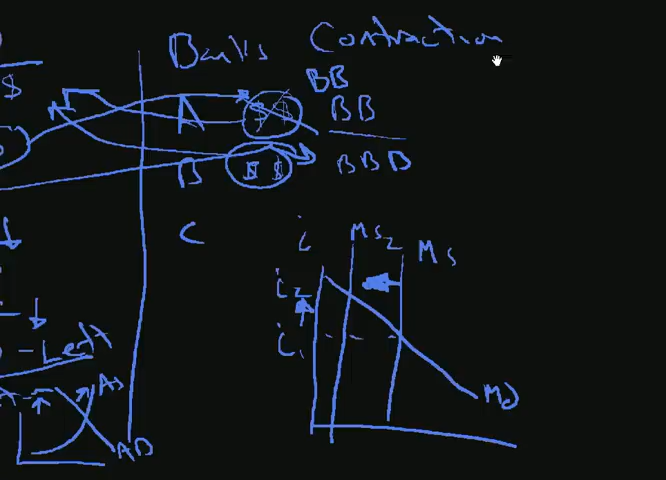 Banks Contraction
$
BB
A $ $ BB
B $ $ BBB
C
i Ms2 Ms
i2
i1
- Left
As
AD
Md